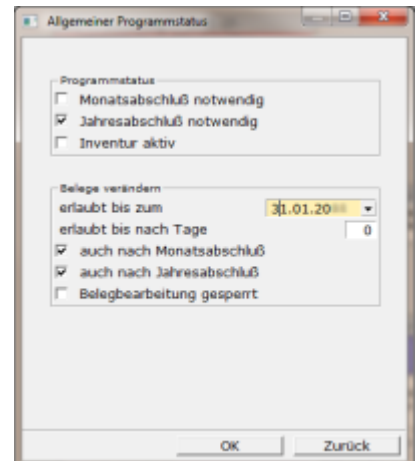 Allgemeiner Programmstatus
Programmstatus
Monatsabschluß notwendig
Jahresabschluß notwendig
Inventur aktiv
Belege verändern
erlaubt bis zum 31.01.20
erlaubt bis nach Tage 0
auch nach Monatsabschluß
auch nach Jahresabschluß
Belegbearbeitung gesperrt
OK Zurück